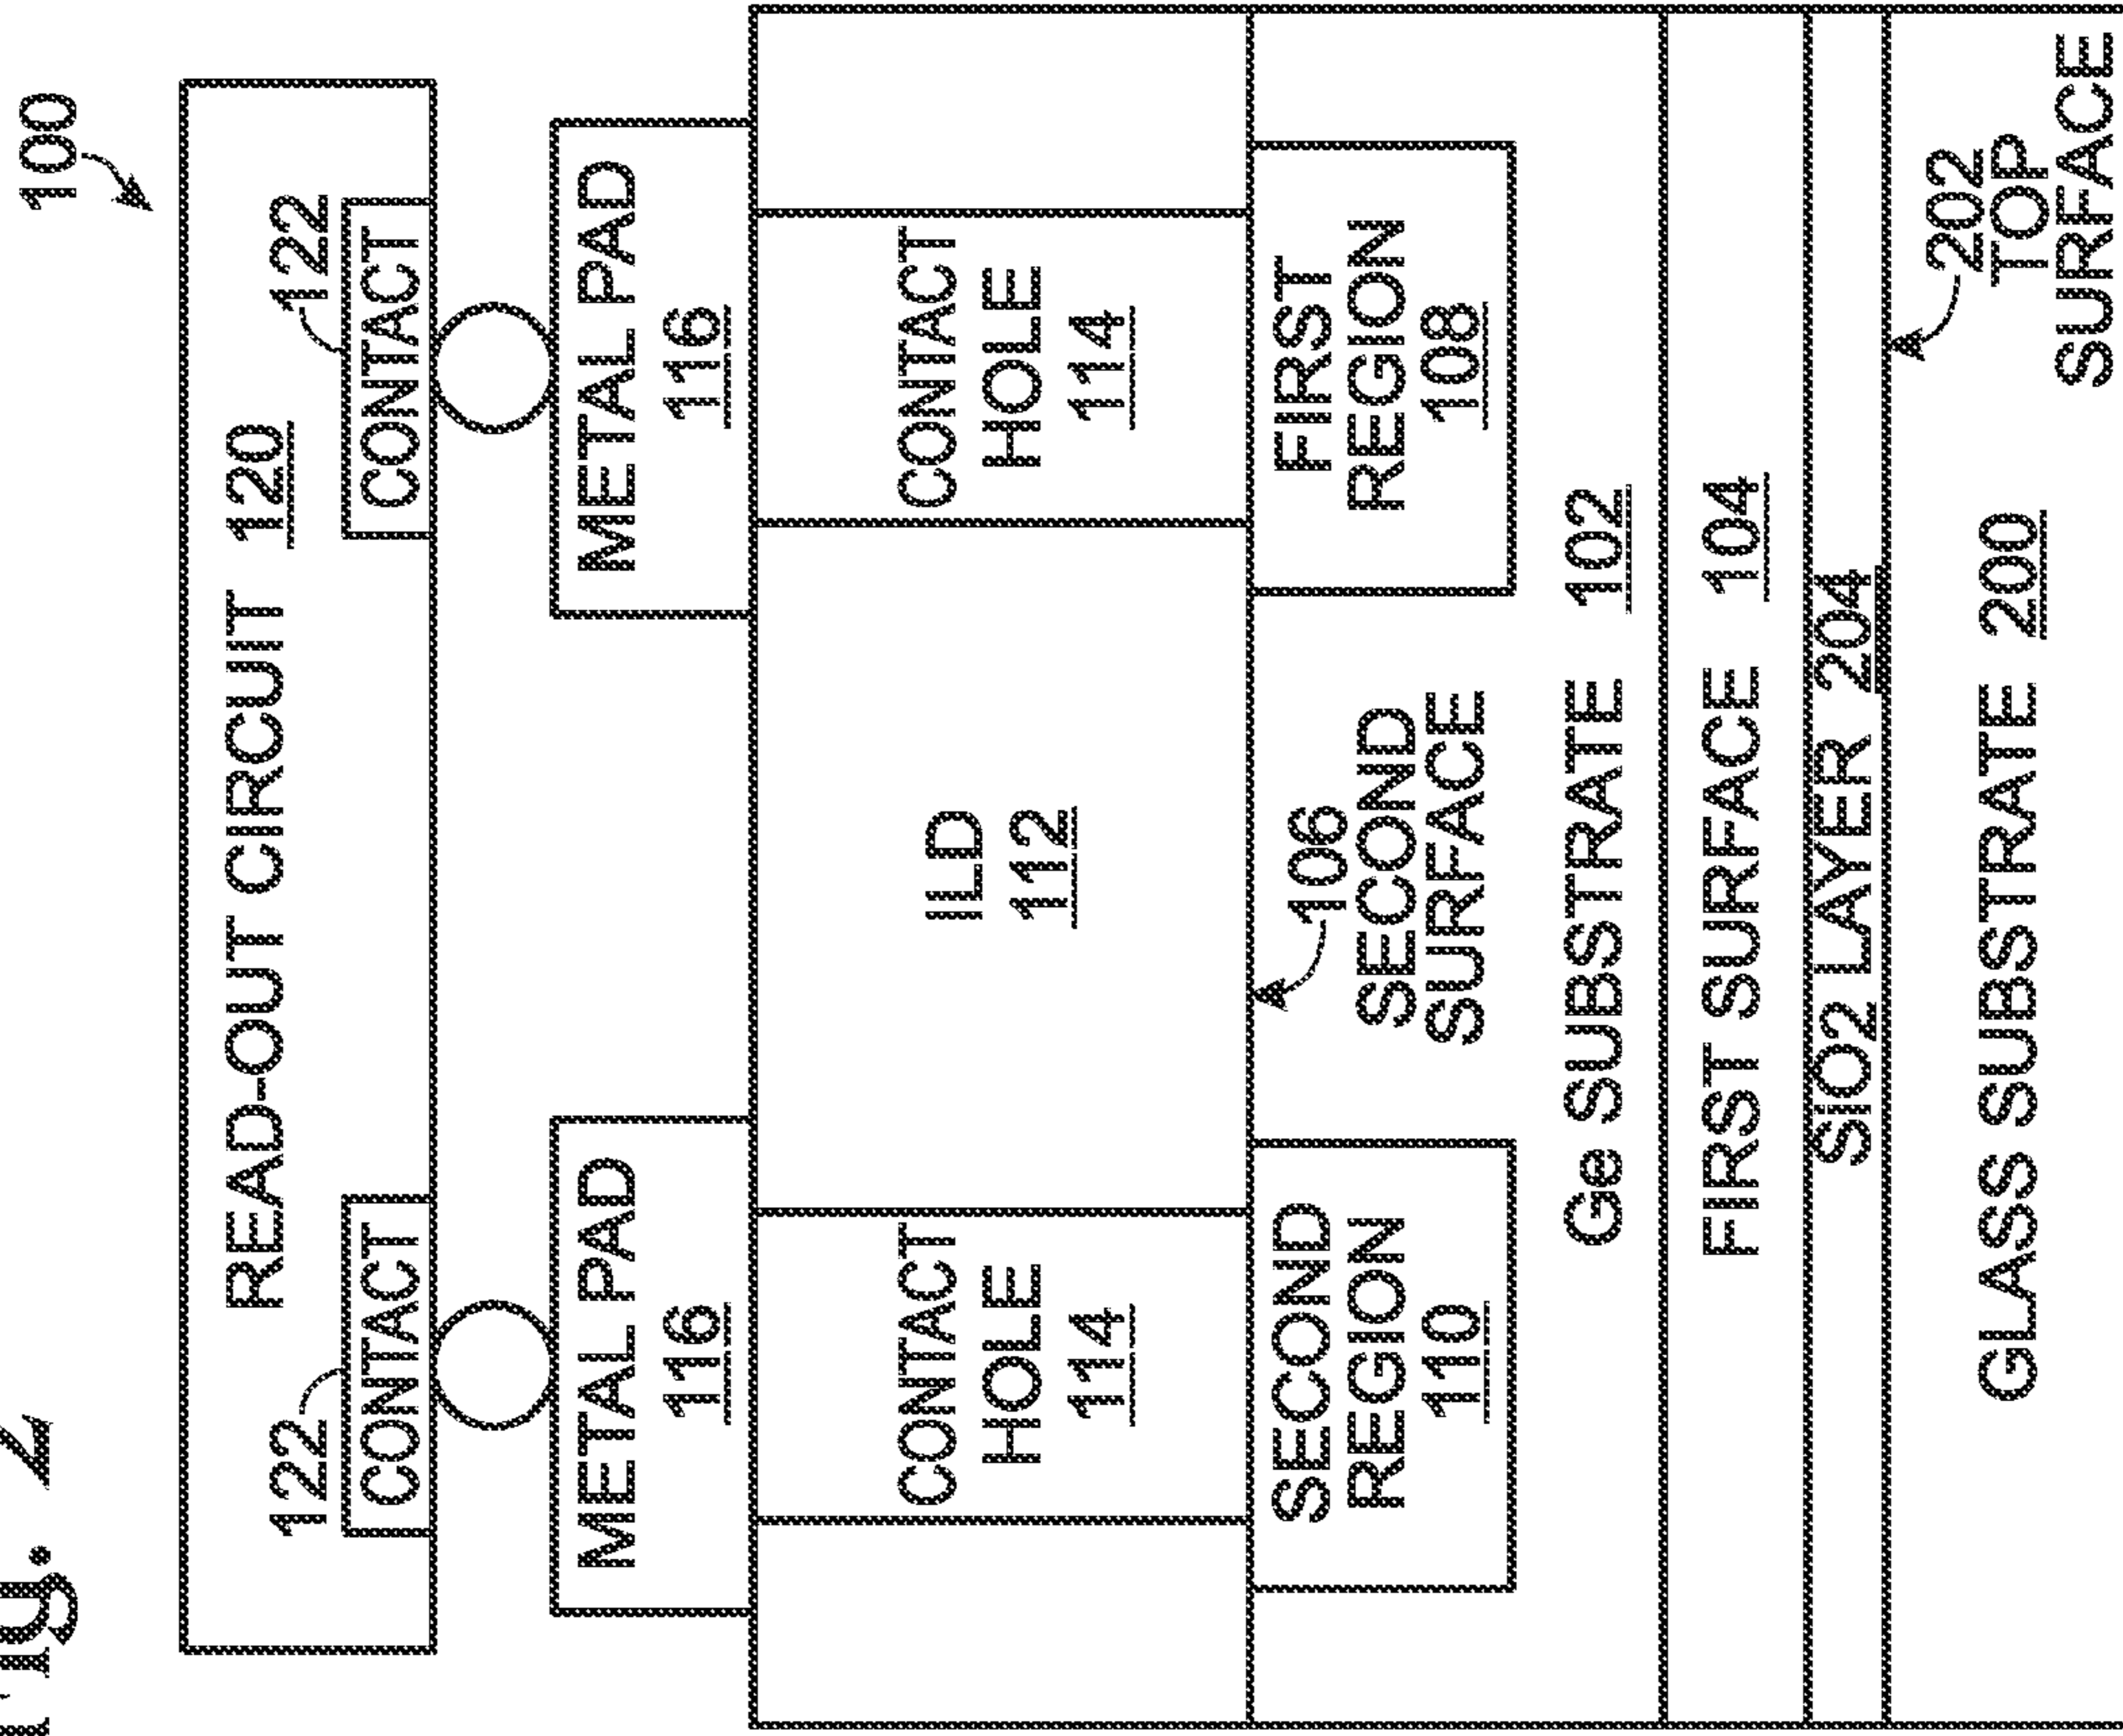 Fig. 2
100
READ-OUT CIRCUIT 120
122
122
CONTACT
CONTACT
METAL PAD
116
METAL PAD
116
CONTACT
HOLE
114
ILD
112
CONTACT
HOLE
114
SECOND
REGION
110
106
SECOND
SURFACE
FIRST
REGION
108
Ge SUBSTRATE 102
FIRST SURFACE 104
SiO2 LAYER 204
GLASS SUBSTRATE 200
202
TOP
SURFACE